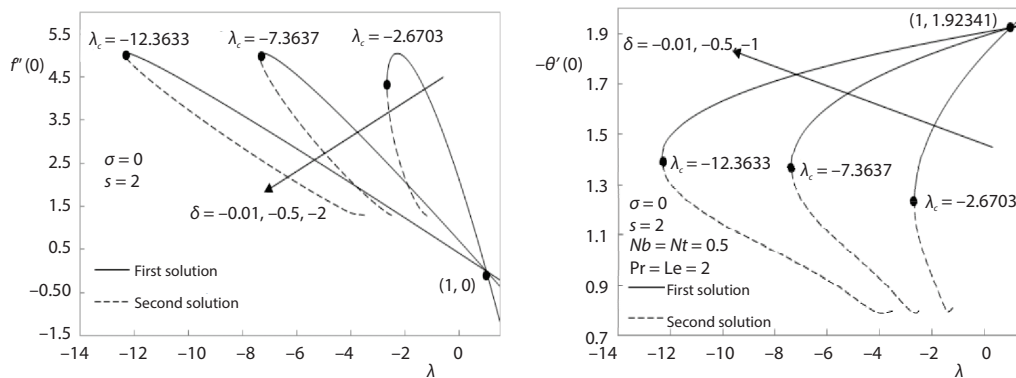 5.5
4.5
3.5
2.5
1.5
0.5
−0.50
−1.5
f″(0)
λc = −12.3633
λc = −7.3637
λc = −2.6703
σ = 0
s = 2
δ = −0.01, −0.5, −2
(1, 0)
First solution
Second solution
−14 −12 −10 −8 −6 −4 −2 0
λ
1.9
1.7
1.5
1.3
1.1
0.9
0.7
−θ′(0)
(1, 1.92341)
δ = −0.01, −0.5, −1
λc = −12.3633
λc = −7.3637
λc = −2.6703
σ = 0
s = 2
Nb = Nt = 0.5
Pr = Le = 2
First solution
Second solution
−14 −12 −10 −8 −6 −4 −2 0
λ